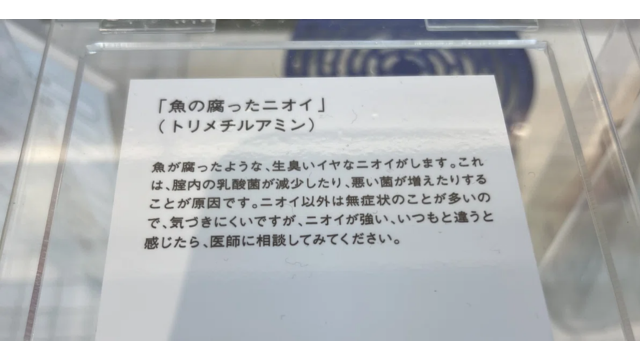 「魚の腐ったニオイ」
(トリメチルアミン)
魚が腐ったような、生臭いイヤなニオイがします。これ
は、腟内の乳酸菌が減少したり、悪い菌が増えたりする
ことが原因です。ニオイ以外は無症状のことが多いの
で、気づきにくいですが、ニオイが強い、いつもと違うと
感じたら、医師に相談してみてください。